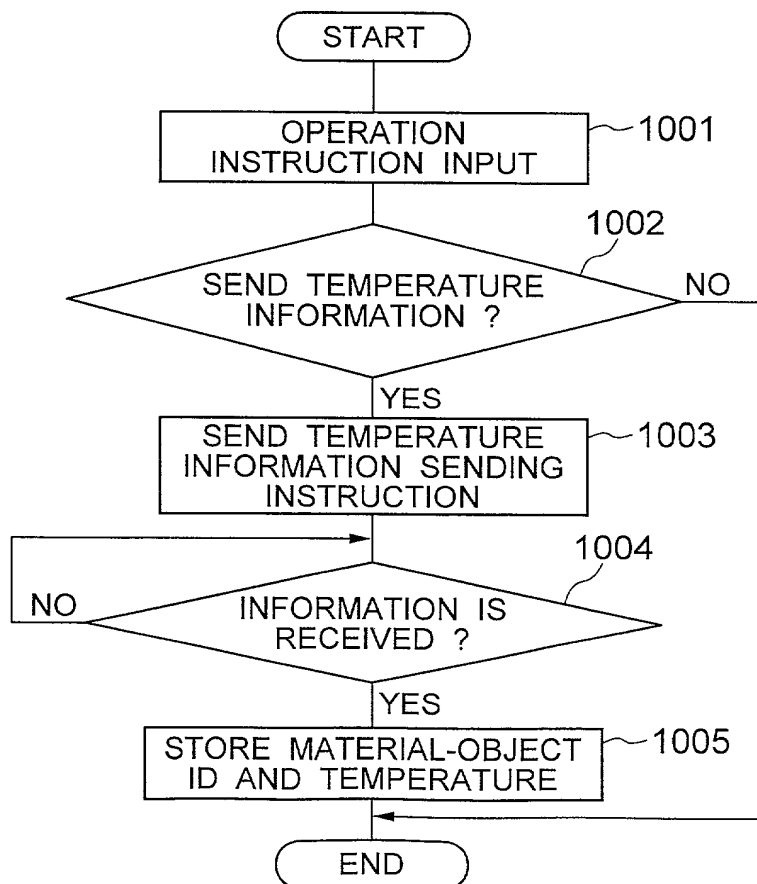 START
OPERATION
INSTRUCTION INPUT
1001
1002
SEND TEMPERATURE
INFORMATION ?
NO
YES
SEND TEMPERATURE
INFORMATION SENDING
INSTRUCTION
1003
1004
NO
INFORMATION IS
RECEIVED ?
YES
STORE MATERIAL-OBJECT
ID AND TEMPERATURE
1005
END